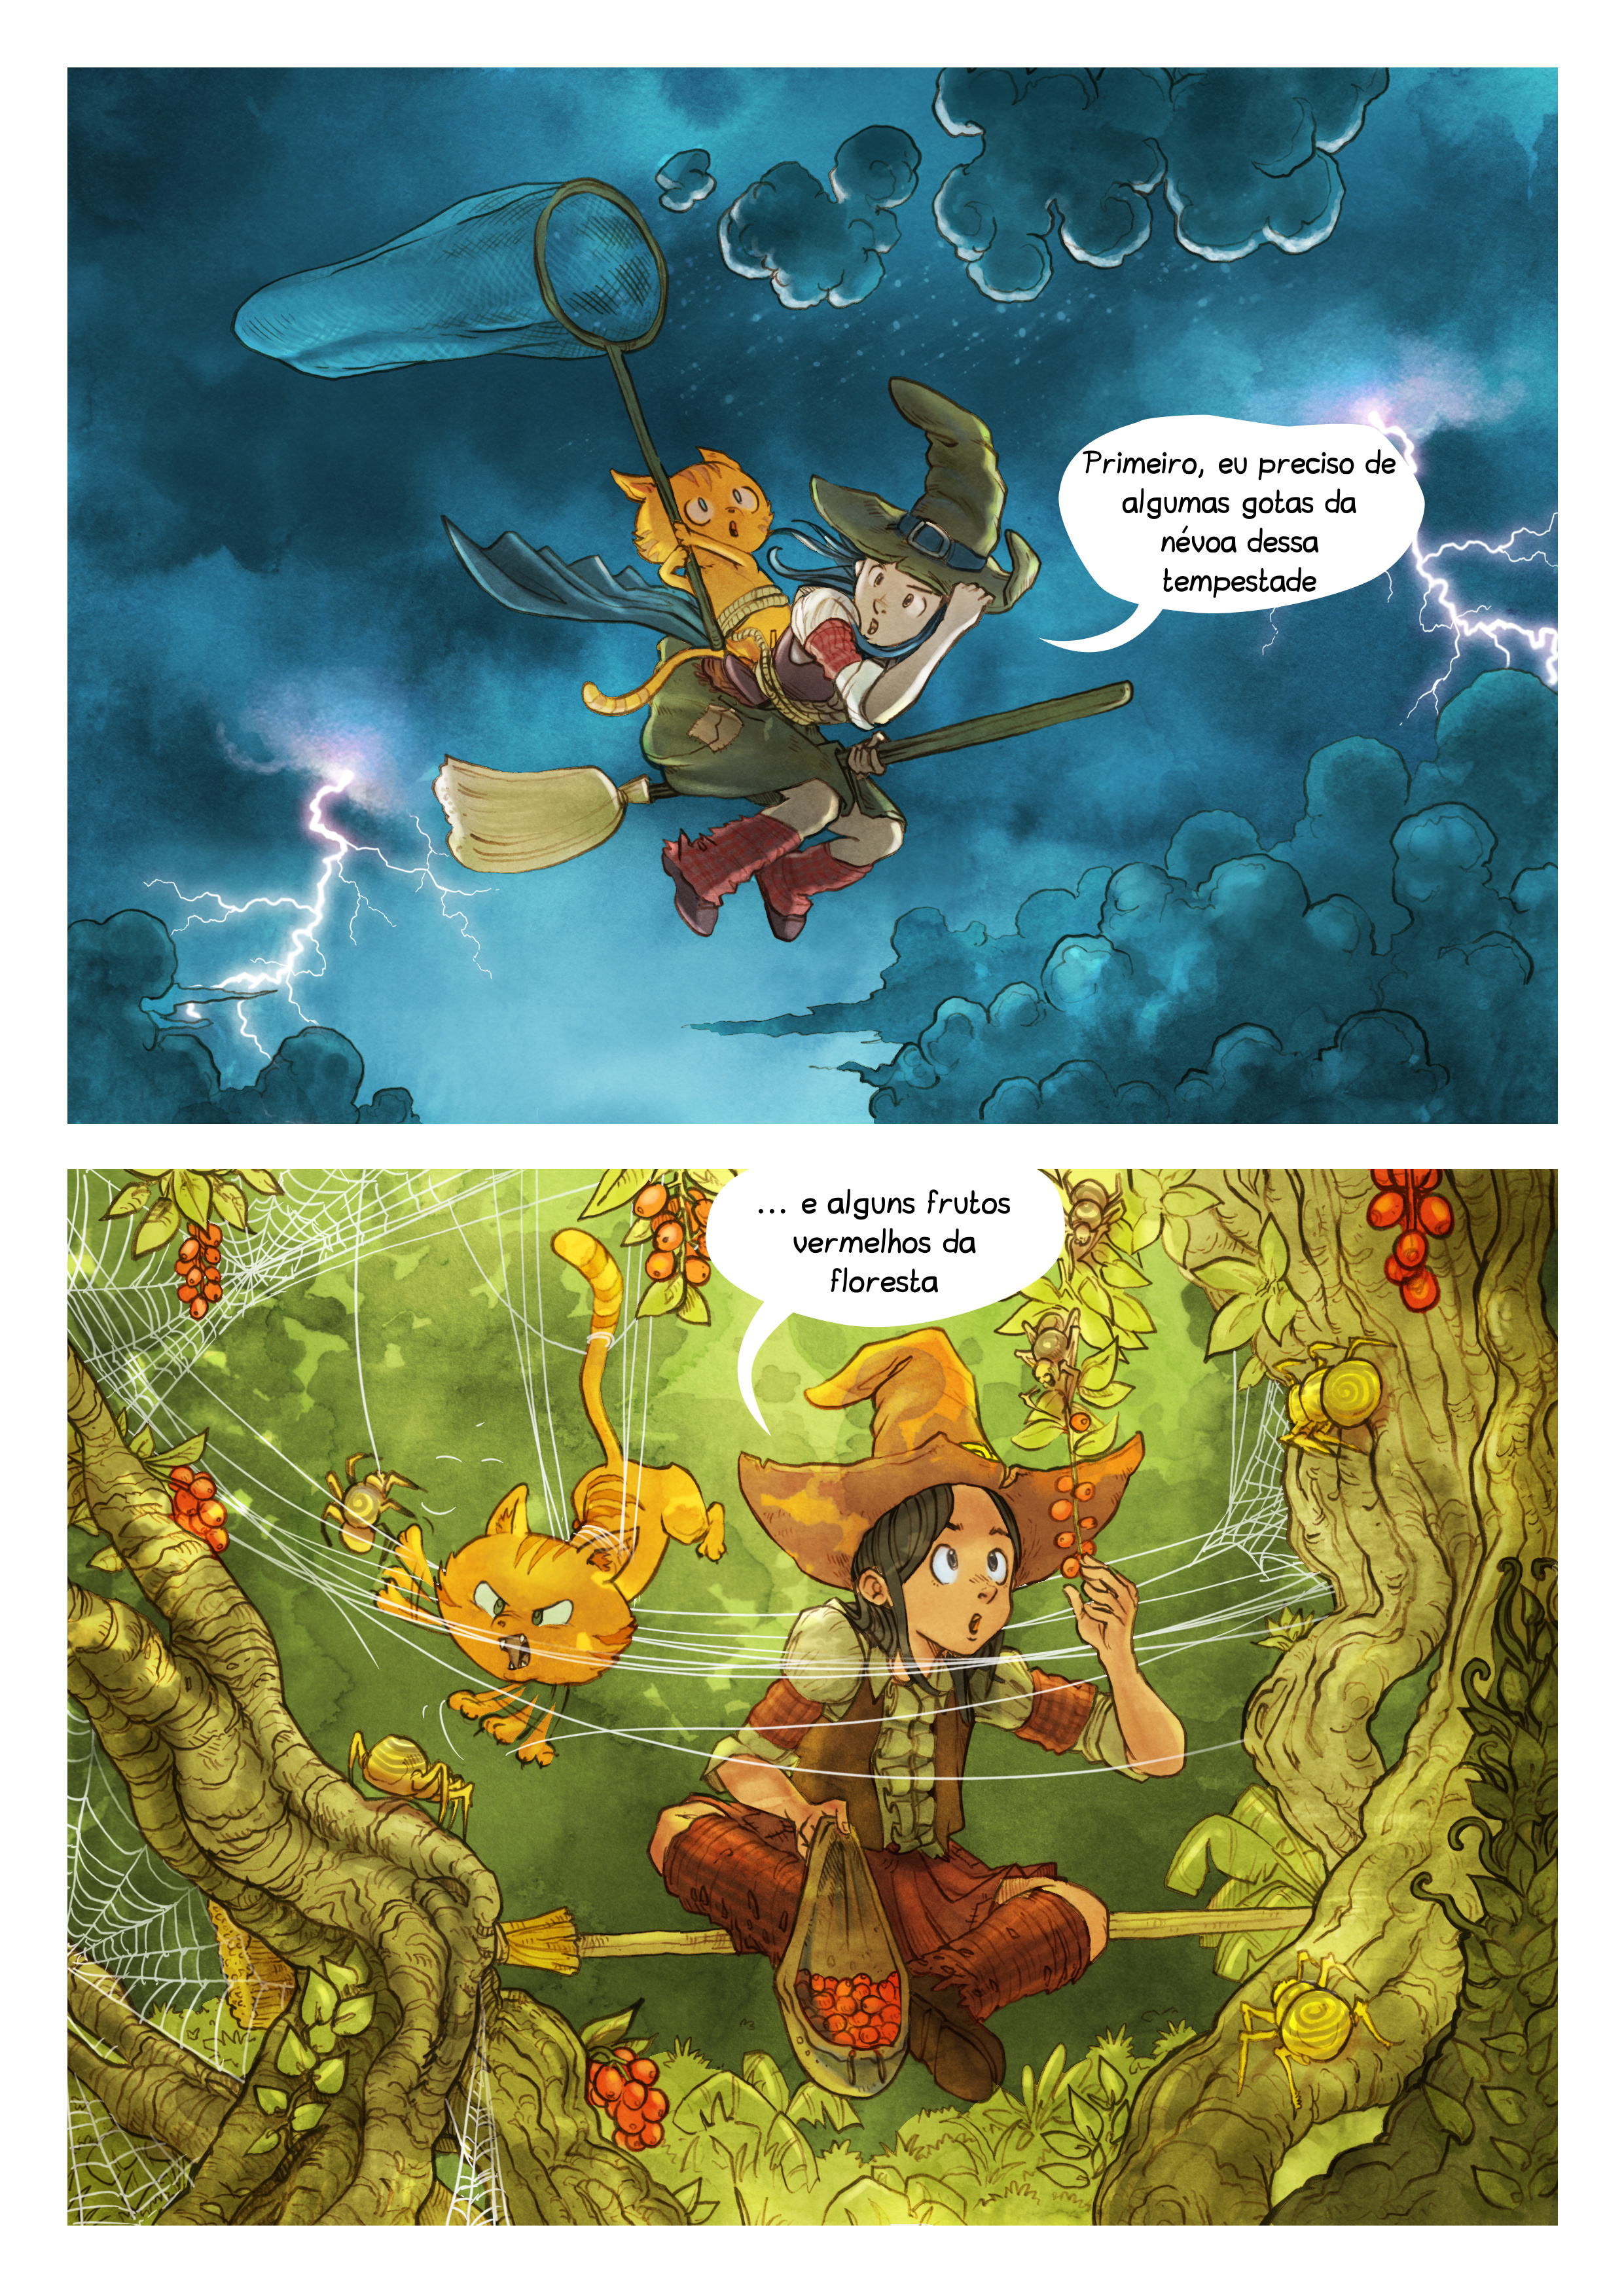 Primeiro, eu preciso de
algumas gotas da
névoa dessa
tempestade
... e alguns frutos
vermelhos da
floresta